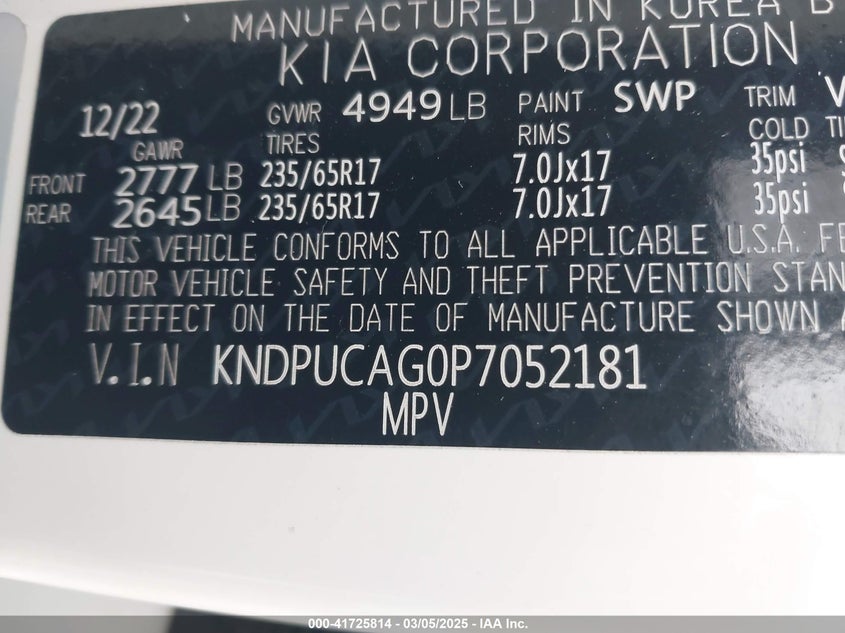 MANUFACTURED IN KOREA B
KIA CORPORATION
12/22 GVWR 4949 LB PAINT SWP TRIM V
GAWR TIRES RIMS COLD TI
FRONT 2777 LB 235/65R17 7.0Jx17 35psi S
REAR 2645 LB 235/65R17 7.0Jx17 35psi
THIS VEHICLE CONFORMS TO ALL APPLICABLE U.S.A. FE
MOTOR VEHICLE SAFETY AND THEFT PREVENTION STAN
IN EFFECT ON THE DATE OF MANUFACTURE SHOWN A
V.I.N KNDPUCAG0P7052181
MPV
000-41725814 - 03/05/2025 - IAA Inc.